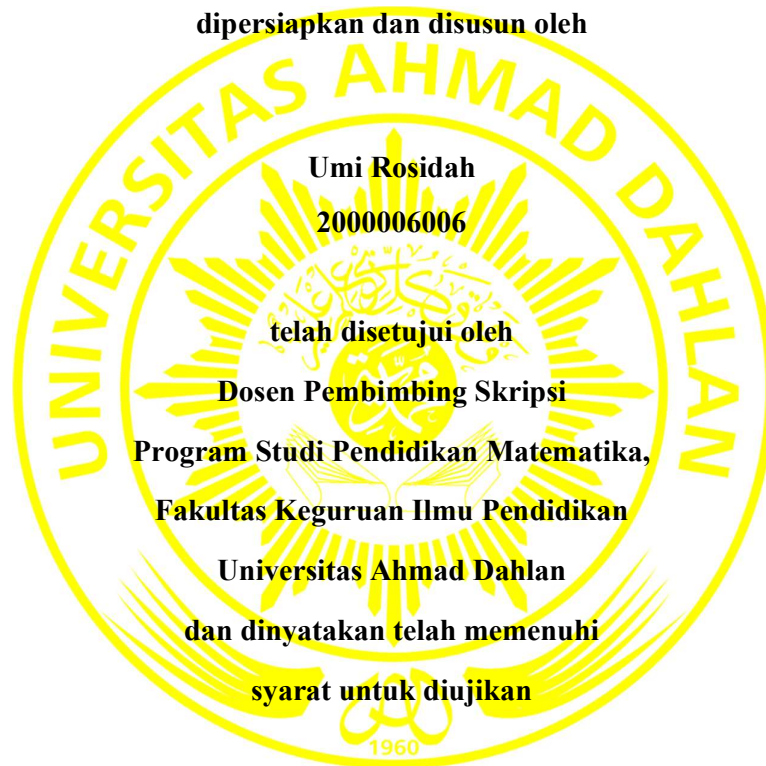 dipersiapkan dan disusun oleh
UNIVERSITAS AHMAD DAHLAN
Umi Rosidah
2000006006
telah disetujui oleh
Dosen Pembimbing Skripsi
Program Studi Pendidikan Matematika,
Fakultas Keguruan Ilmu Pendidikan
Universitas Ahmad Dahlan
dan dinyatakan telah memenuhi
syarat untuk diujikan
1960